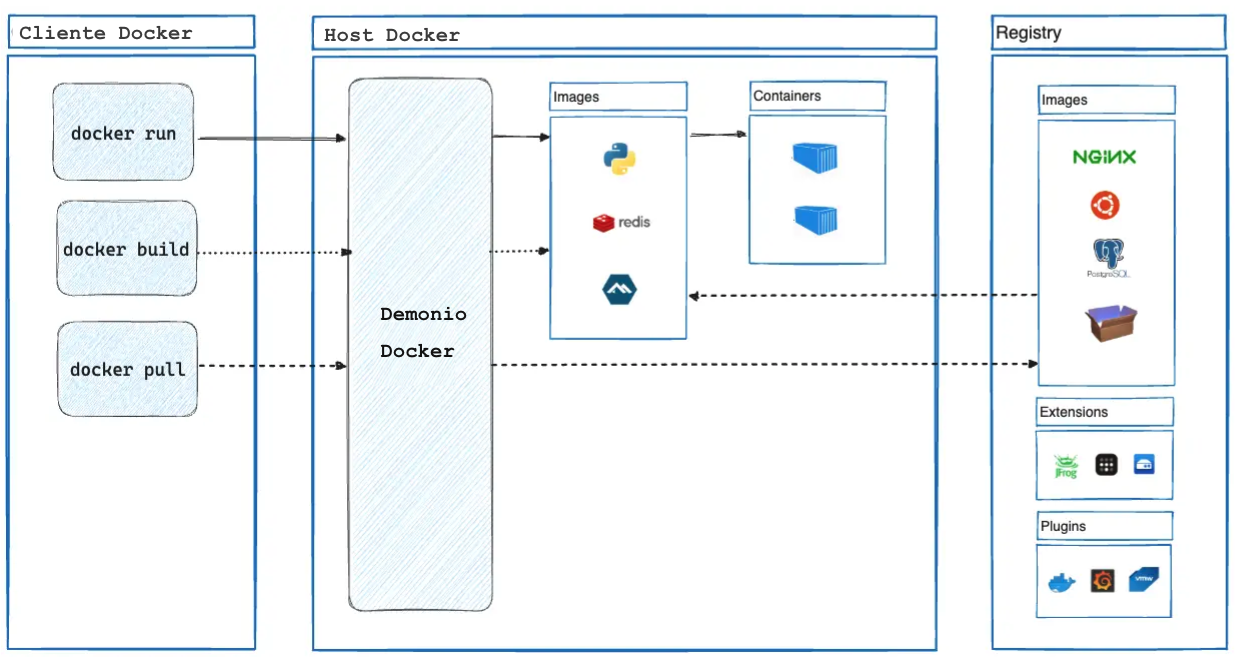 Cliente Docker
docker run
docker build
docker pull
Host Docker
Demonio
Docker
Images
redis
Containers
Registry
Images
NGINX
PostgreSQL
Extensions
JFrog
Plugins
vmw